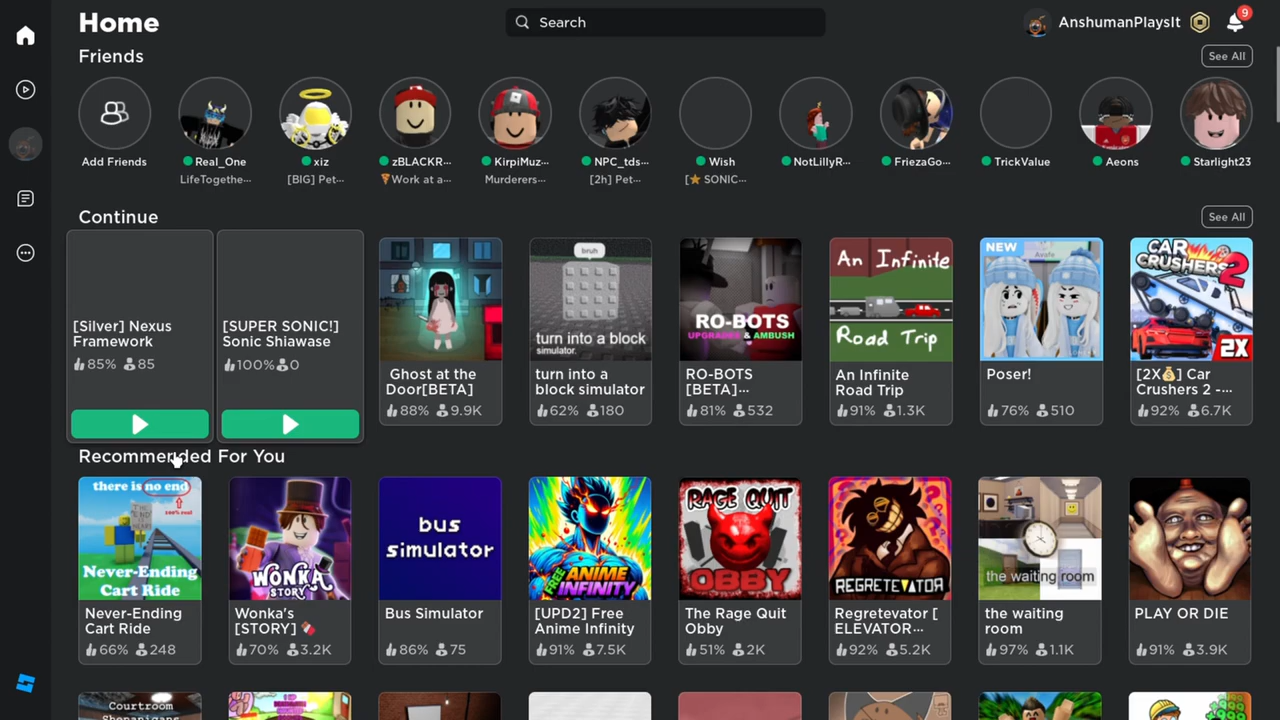 Home
Search
AnshumanPlaysIt
9
Friends
See All
Add Friends
Real_One
LifeTogethe...
xiz
[BIG] Pet...
zBLACKR...
🍕Work at a...
KirpiMuz...
Murderers...
NPC_tds...
[2h] Pet...
Wish
[⭐ SONIC...
NotLillyR...
FriezaGo...
TrickValue
Aeons
Starlight23
Continue
See All
[Silver] Nexus
Framework
85% 85
[SUPER SONIC!]
Sonic Shiawase
100% 0
Ghost at the
Door[BETA]
88% 9.9K
bruh
turn into a block
simulator.
turn into a
block simulator
62% 180
RO-BOTS
UPGRADES & AMBUSH
RO-BOTS
[BETA]...
81% 532
An Infinite
Road Trip
An Infinite
Road Trip
91% 1.3K
NEW
Poser!
76% 510
CAR
CRUSHERS 2
2X
[2X💰] Car
Crushers 2 -...
92% 6.7K
Recommended For You
there is no end
100% real
Never-Ending
Cart Ride
Never-Ending
Cart Ride
66% 248
WONKA
STORY
Wonka's
[STORY] 🍫
70% 3.2K
bus
simulator
Bus Simulator
86% 75
FREE
ANIME
INFINITY
[UPD2] Free
Anime Infinity
91% 7.5K
RAGE QUIT
OBBY
The Rage Quit
Obby
51% 2K
REGRETEVATOR
Regretevator [
ELEVATOR...
92% 5.2K
the waiting room
the waiting
room
97% 1.1K
PLAY OR DIE
91% 3.9K
Courtroom
Shenanigans